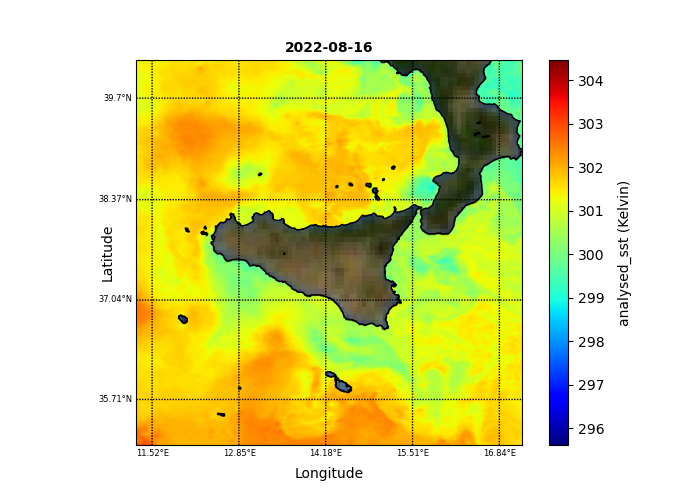 2022-08-16
39.7°N
38.37°N
37.04°N
35.71°N
Latitude
11.52°E 12.85°E 14.18°E 15.51°E 16.84°E
Longitude
304
303
302
301
300
299
298
297
296
analysed_sst (Kelvin)